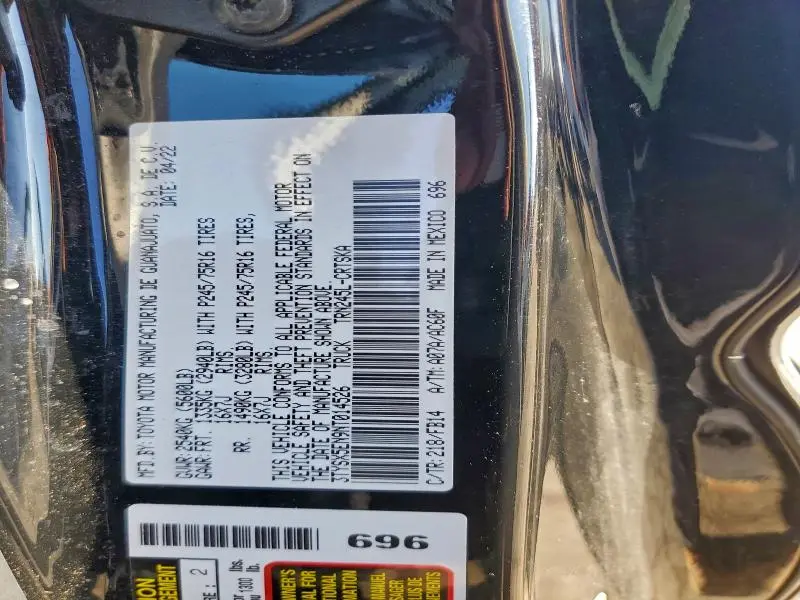 MFD BY: TOYOTA MOTOR MANUFACTURING DE GUANAJUATO, S.A. DE C.V.
DATE: 04/22
GVWR: 2540KG (5600LB)
GAWR: FRT. 1335KG (2940LB) WITH P245/75R16 TIRES
16X7J RIMS,
RR. 1490KG (3280LB) WITH P245/75R16 TIRES,
16X7J RIMS,
THIS VEHICLE CONFORMS TO ALL APPLICABLE FEDERAL MOTOR
VEHICLE SAFETY AND THEFT PREVENTION STANDARDS IN EFFECT ON
THE DATE OF MANUFACTURE SHOWN ABOVE.
TRUCK TRK245L-CRTSKA
C/TR: 218/FB14 A/TM: A07A/AC60F MADE IN MEXICO 696
696